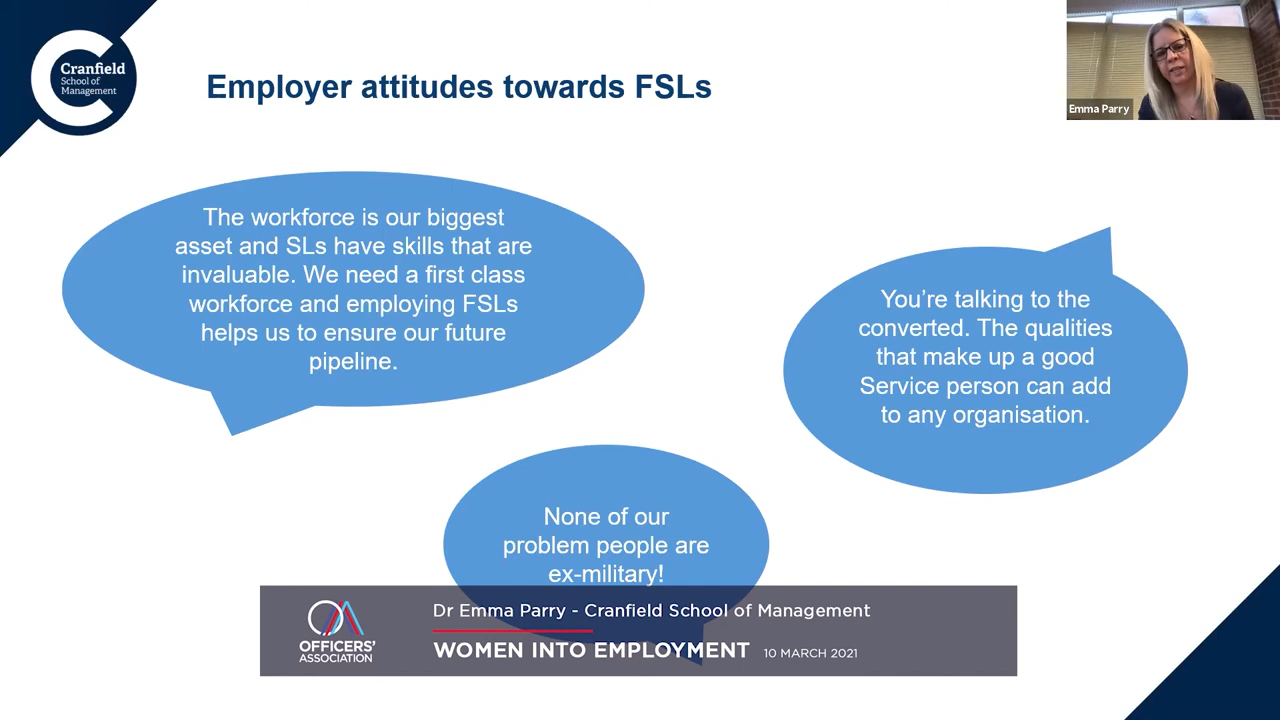 Cranfield
School of
Management
Employer attitudes towards FSLs
Emma Parry
The workforce is our biggest
asset and SLs have skills that are
invaluable. We need a first class
workforce and employing FSLs
helps us to ensure our future
pipeline.
You’re talking to the
converted. The qualities
that make up a good
Service person can add
to any organisation.
None of our
problem people are
ex-military!
OFFICERS’
ASSOCIATION
Dr Emma Parry - Cranfield School of Management
WOMEN INTO EMPLOYMENT 10 MARCH 2021